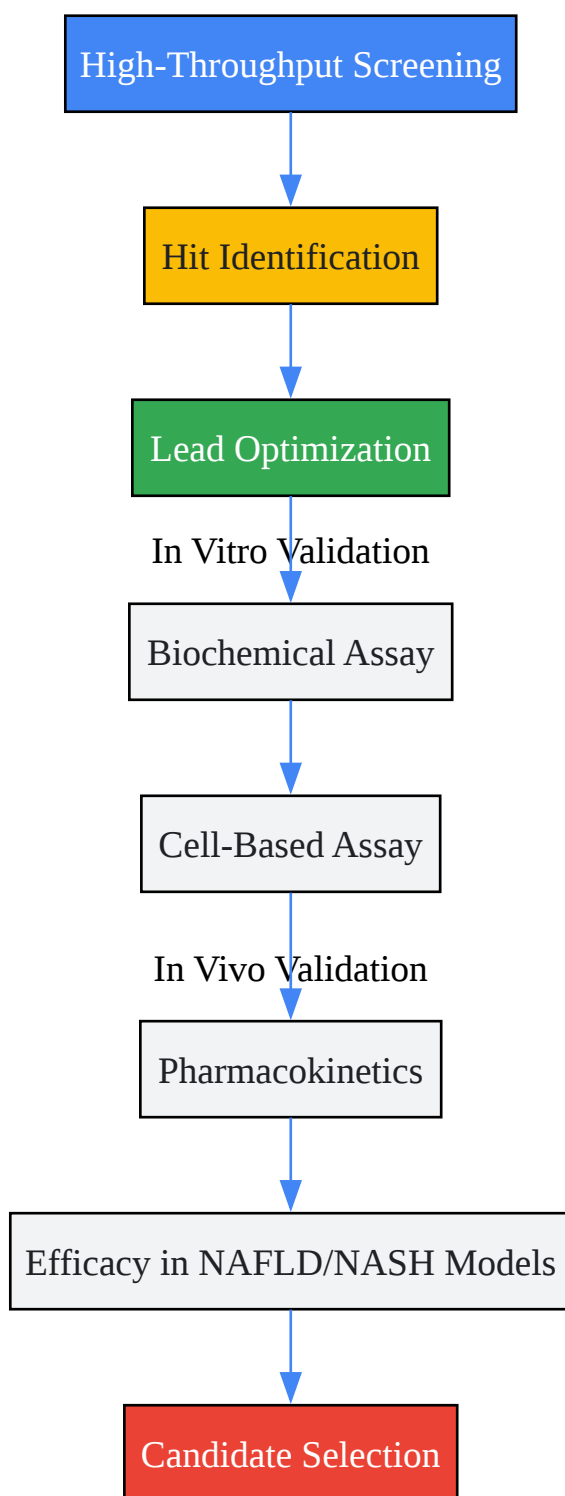 High-Throughput Screening
Hit Identification
Lead Optimization
In Vitro Validation
Biochemical Assay
Cell-Based Assay
In Vivo Validation
Pharmacokinetics
Efficacy in NAFLD/NASH Models
Candidate Selection